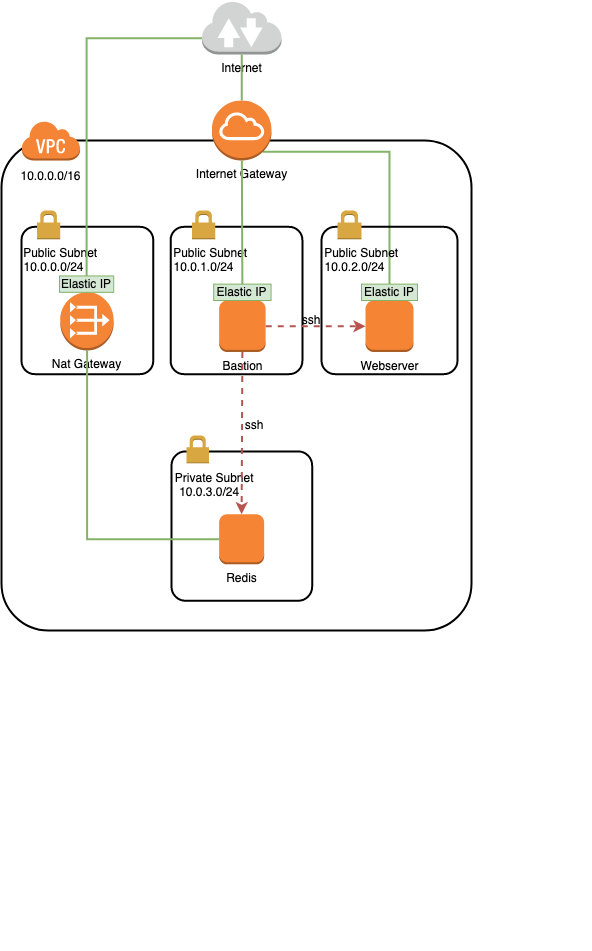 Internet
VPC
10.0.0.0/16
Internet Gateway
Public Subnet
10.0.0.0/24
Elastic IP
Nat Gateway
Public Subnet
10.0.1.0/24
Elastic IP
Bastion
ssh
Public Subnet
10.0.2.0/24
Elastic IP
Webserver
ssh
Private Subnet
10.0.3.0/24
Redis